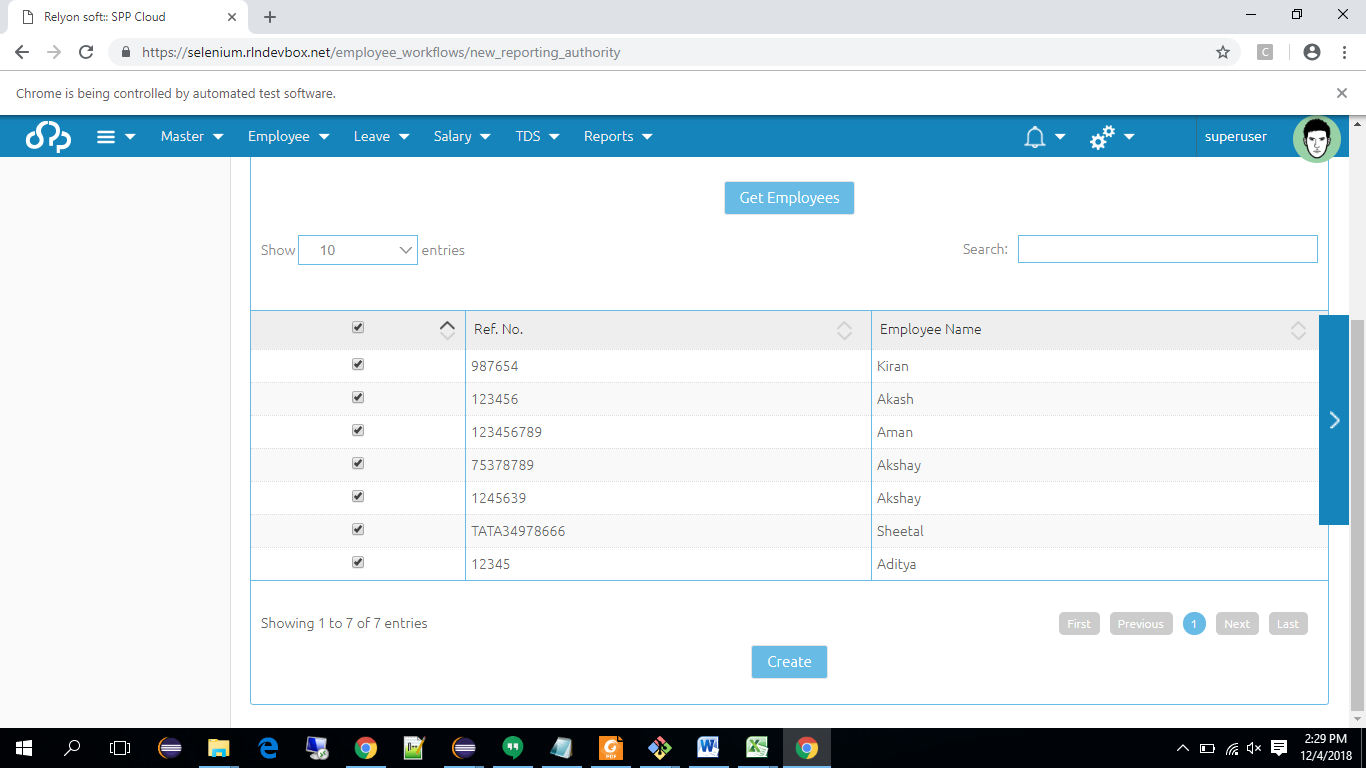 Relyon soft:: SPP Cloud
https://selenium.rlndevbox.net/employee_workflows/new_reporting_authority
Chrome is being controlled by automated test software.
Spp Master Employee Leave Salary TDS Reports superuser
Get Employees
Show 10 entries Search:
Ref. No. Employee Name
987654 Kiran
123456 Akash
123456789 Aman
75378789 Akshay
1245639 Akshay
TATA34978666 Sheetal
12345 Aditya
Showing 1 to 7 of 7 entries First Previous 1 Next Last
Create
2:29 PM
12/4/2018